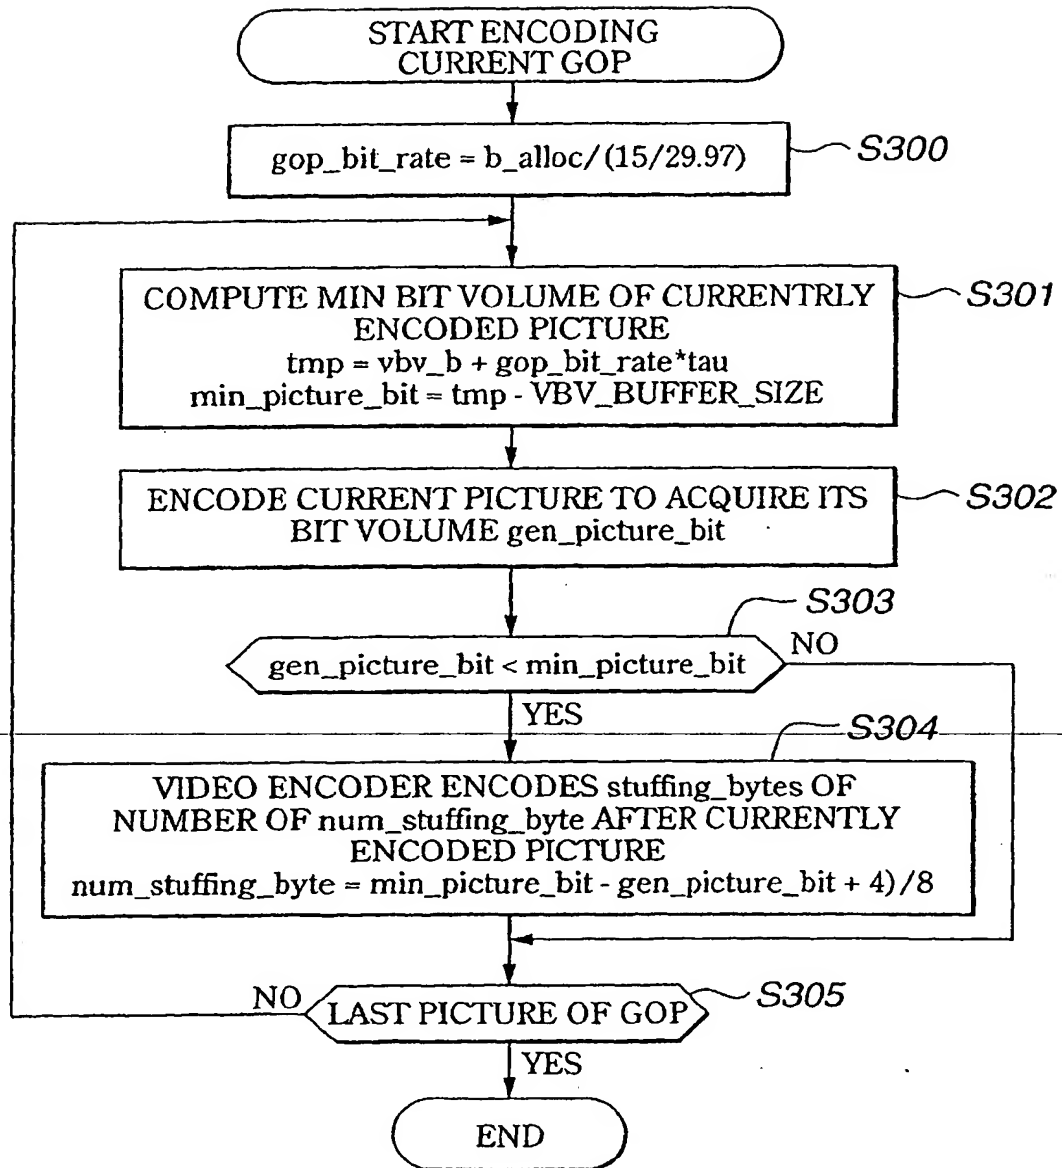 START ENCODING
CURRENT GOP
gop_bit_rate = b_alloc/(15/29.97)
S300
COMPUTE MIN BIT VOLUME OF CURRENTRLY
ENCODED PICTURE
tmp = vbv_b + gop_bit_rate*tau
min_picture_bit = tmp - VBV_BUFFER_SIZE
S301
ENCODE CURRENT PICTURE TO ACQUIRE ITS
BIT VOLUME gen_picture_bit
S302
S303
gen_picture_bit < min_picture_bit
NO
YES
S304
VIDEO ENCODER ENCODES stuffing_bytes OF
NUMBER OF num_stuffing_byte AFTER CURRENTLY
ENCODED PICTURE
num_stuffing_byte = min_picture_bit - gen_picture_bit + 4)/8
NO
LAST PICTURE OF GOP
S305
YES
END